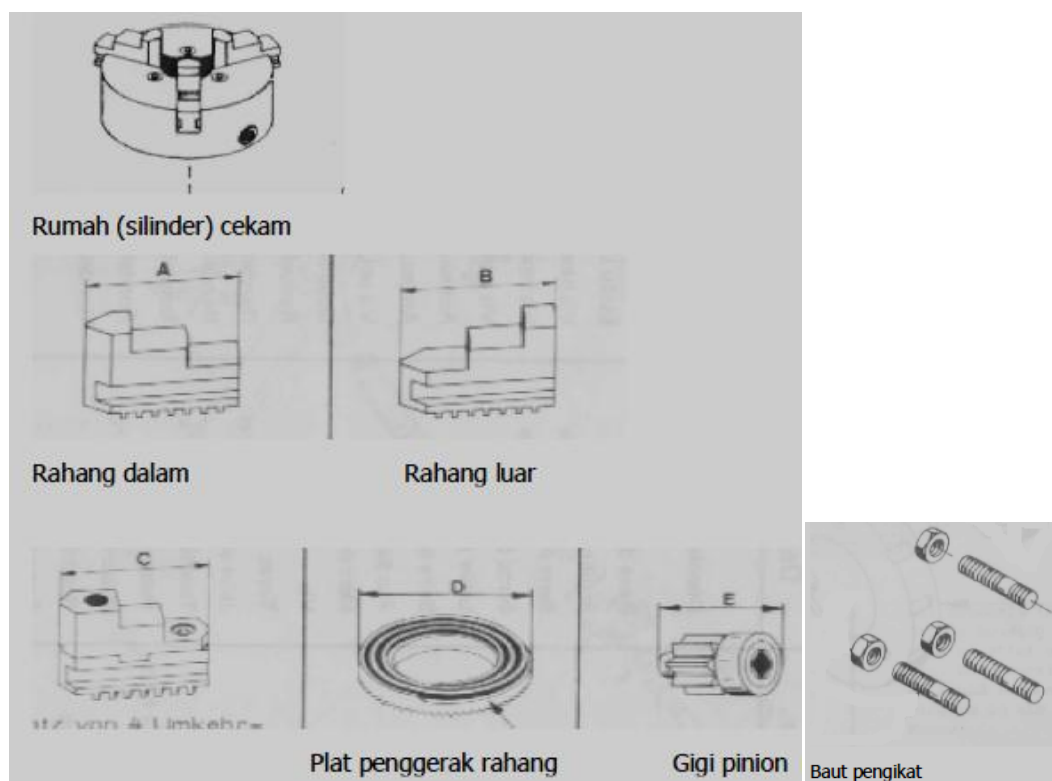 Rumah (silinder) cekam
A
B
Rahang dalam
Rahang luar
C
D
E
Plat penggerak rahang
Gigi pinion
Baut pengikat